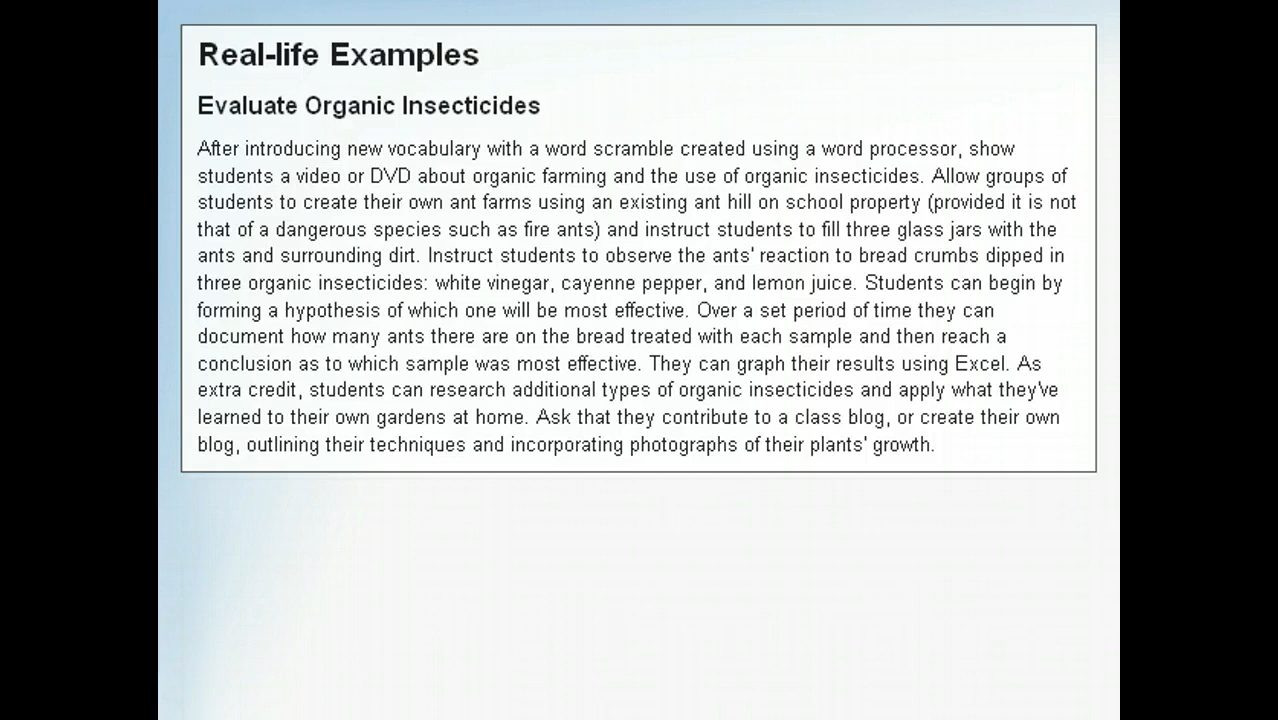 Real-life Examples
Evaluate Organic Insecticides
After introducing new vocabulary with a word scramble created using a word processor, show
students a video or DVD about organic farming and the use of organic insecticides. Allow groups of
students to create their own ant farms using an existing ant hill on school property (provided it is not
that of a dangerous species such as fire ants) and instruct students to fill three glass jars with the
ants and surrounding dirt. Instruct students to observe the ants' reaction to bread crumbs dipped in
three organic insecticides: white vinegar, cayenne pepper, and lemon juice. Students can begin by
forming a hypothesis of which one will be most effective. Over a set period of time they can
document how many ants there are on the bread treated with each sample and then reach a
conclusion as to which sample was most effective. They can graph their results using Excel. As
extra credit, students can research additional types of organic insecticides and apply what they've
learned to their own gardens at home. Ask that they contribute to a class blog, or create their own
blog, outlining their techniques and incorporating photographs of their plants' growth.